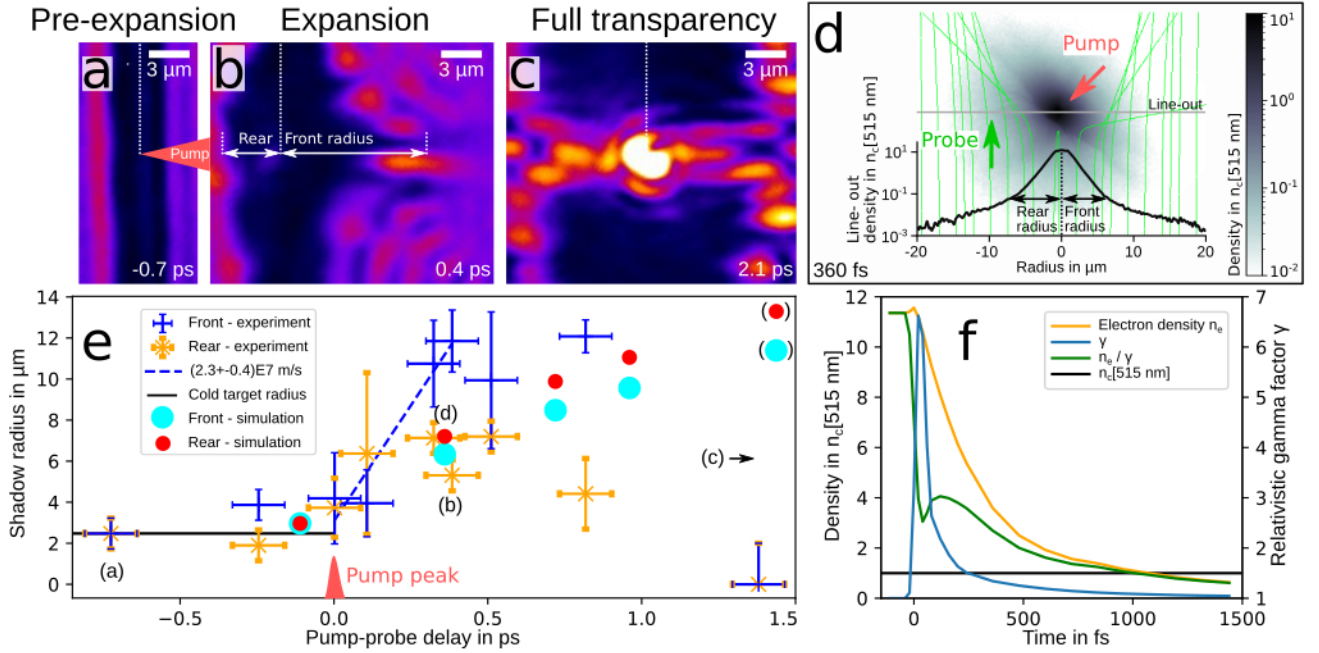 Pre-expansion
Expansion
Full transparency
a
3 µm
Pump
-0.7 ps
b
3 µm
Rear
Front radius
0.4 ps
c
3 µm
2.1 ps
d
Pump
Line-out
Probe
Rear
radius
Front
radius
Line- out
density in n_c[515 nm]
10^1
10^-1
10^-3
-20
-10
0
10
20
Radius in µm
360 fs
10^1
10^0
10^-1
10^-2
Density in n_c[515 nm]
e
Front - experiment
Rear - experiment
(2.3+-0.4)E7 m/s
Cold target radius
Front - simulation
Rear - simulation
(d)
(b)
(a)
(c)
( )
( )
Pump peak
Shadow radius in µm
14
12
10
8
6
4
2
0
−0.5
0.0
0.5
1.0
1.5
Pump-probe delay in ps
f
Electron density n_e
γ
n_e / γ
n_c[515 nm]
Density in n_c[515 nm]
12
10
8
6
4
2
0
0
500
1000
1500
Time in fs
7
6
5
4
3
2
1
Relativistic gamma factor γ